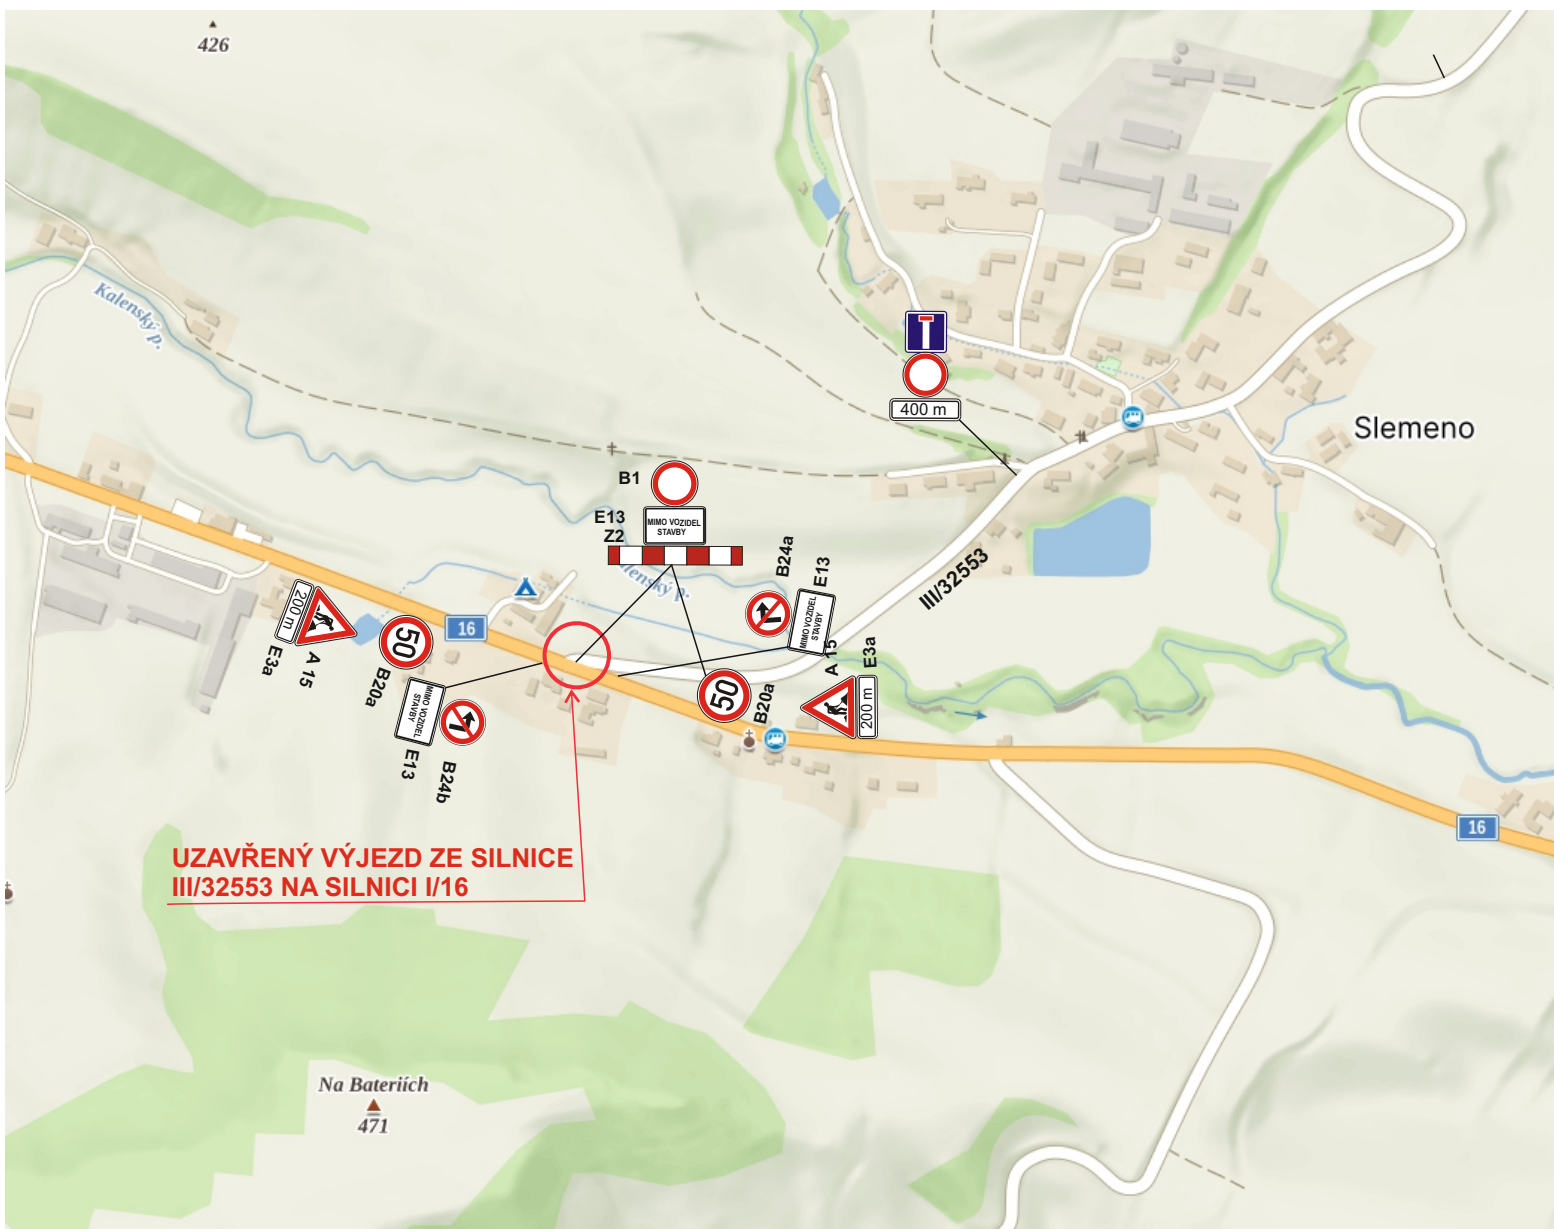 426
Kalenský p.
400 m
Slemeno
B1
E13
Z2
MIMO VOZIDEL
STAVBY
lenský p.
B24a
E13
MIMO VOZIDEL
STAVBY
III/32553
200 m
E3a
A 15
50
B20a
16
MIMO VOZIDEL
STAVBY
E13
B24b
50
B20a
A 15
E3a
200 m
16
UZAVŘENÝ VÝJEZD ZE SILNICE
III/32553 NA SILNICI I/16
Na Bateriích
471